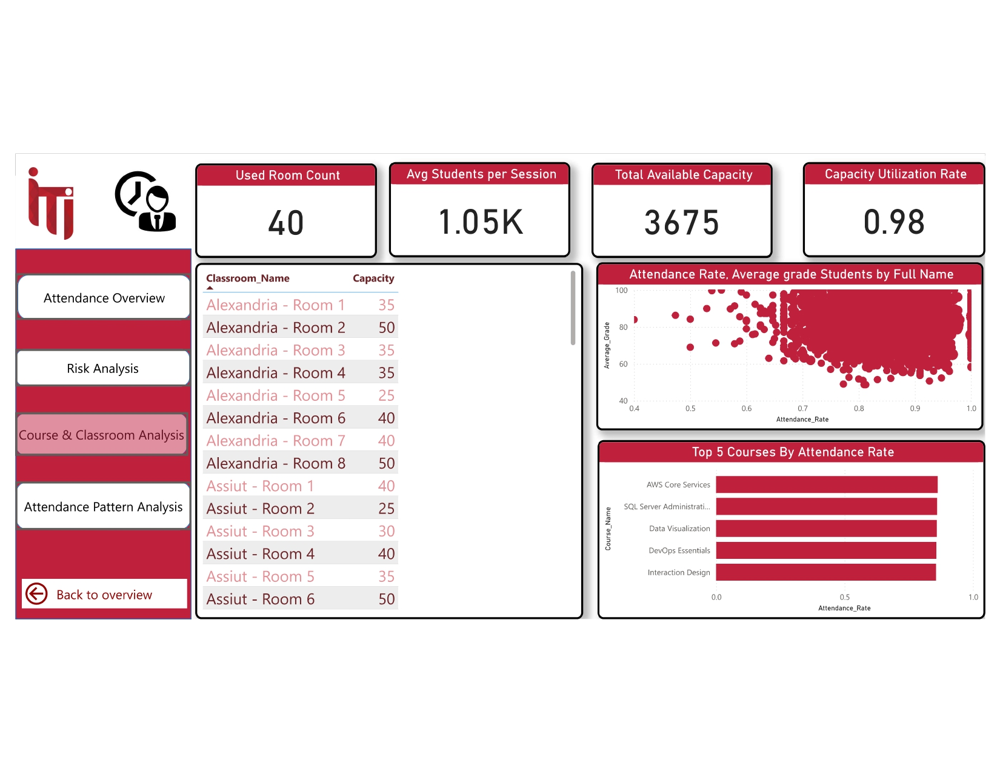 iTi
Used Room Count
40
Avg Students per Session
1.05K
Total Available Capacity
3675
Capacity Utilization Rate
0.98
Attendance Overview
Risk Analysis
Course & Classroom Analysis
Attendance Pattern Analysis
Back to overview
Classroom_Name Capacity
Alexandria - Room 1 35
Alexandria - Room 2 50
Alexandria - Room 3 35
Alexandria - Room 4 35
Alexandria - Room 5 25
Alexandria - Room 6 40
Alexandria - Room 7 40
Alexandria - Room 8 50
Assiut - Room 1 40
Assiut - Room 2 25
Assiut - Room 3 30
Assiut - Room 4 40
Assiut - Room 5 35
Assiut - Room 6 50
Attendance Rate, Average grade Students by Full Name
Average_Grade
100
80
60
40
0.4 0.5 0.6 0.7 0.8 0.9 1.0
Attendance_Rate
Top 5 Courses By Attendance Rate
Course_Name
AWS Core Services
SQL Server Administrati...
Data Visualization
DevOps Essentials
Interaction Design
0.0 0.5 1.0
Attendance_Rate